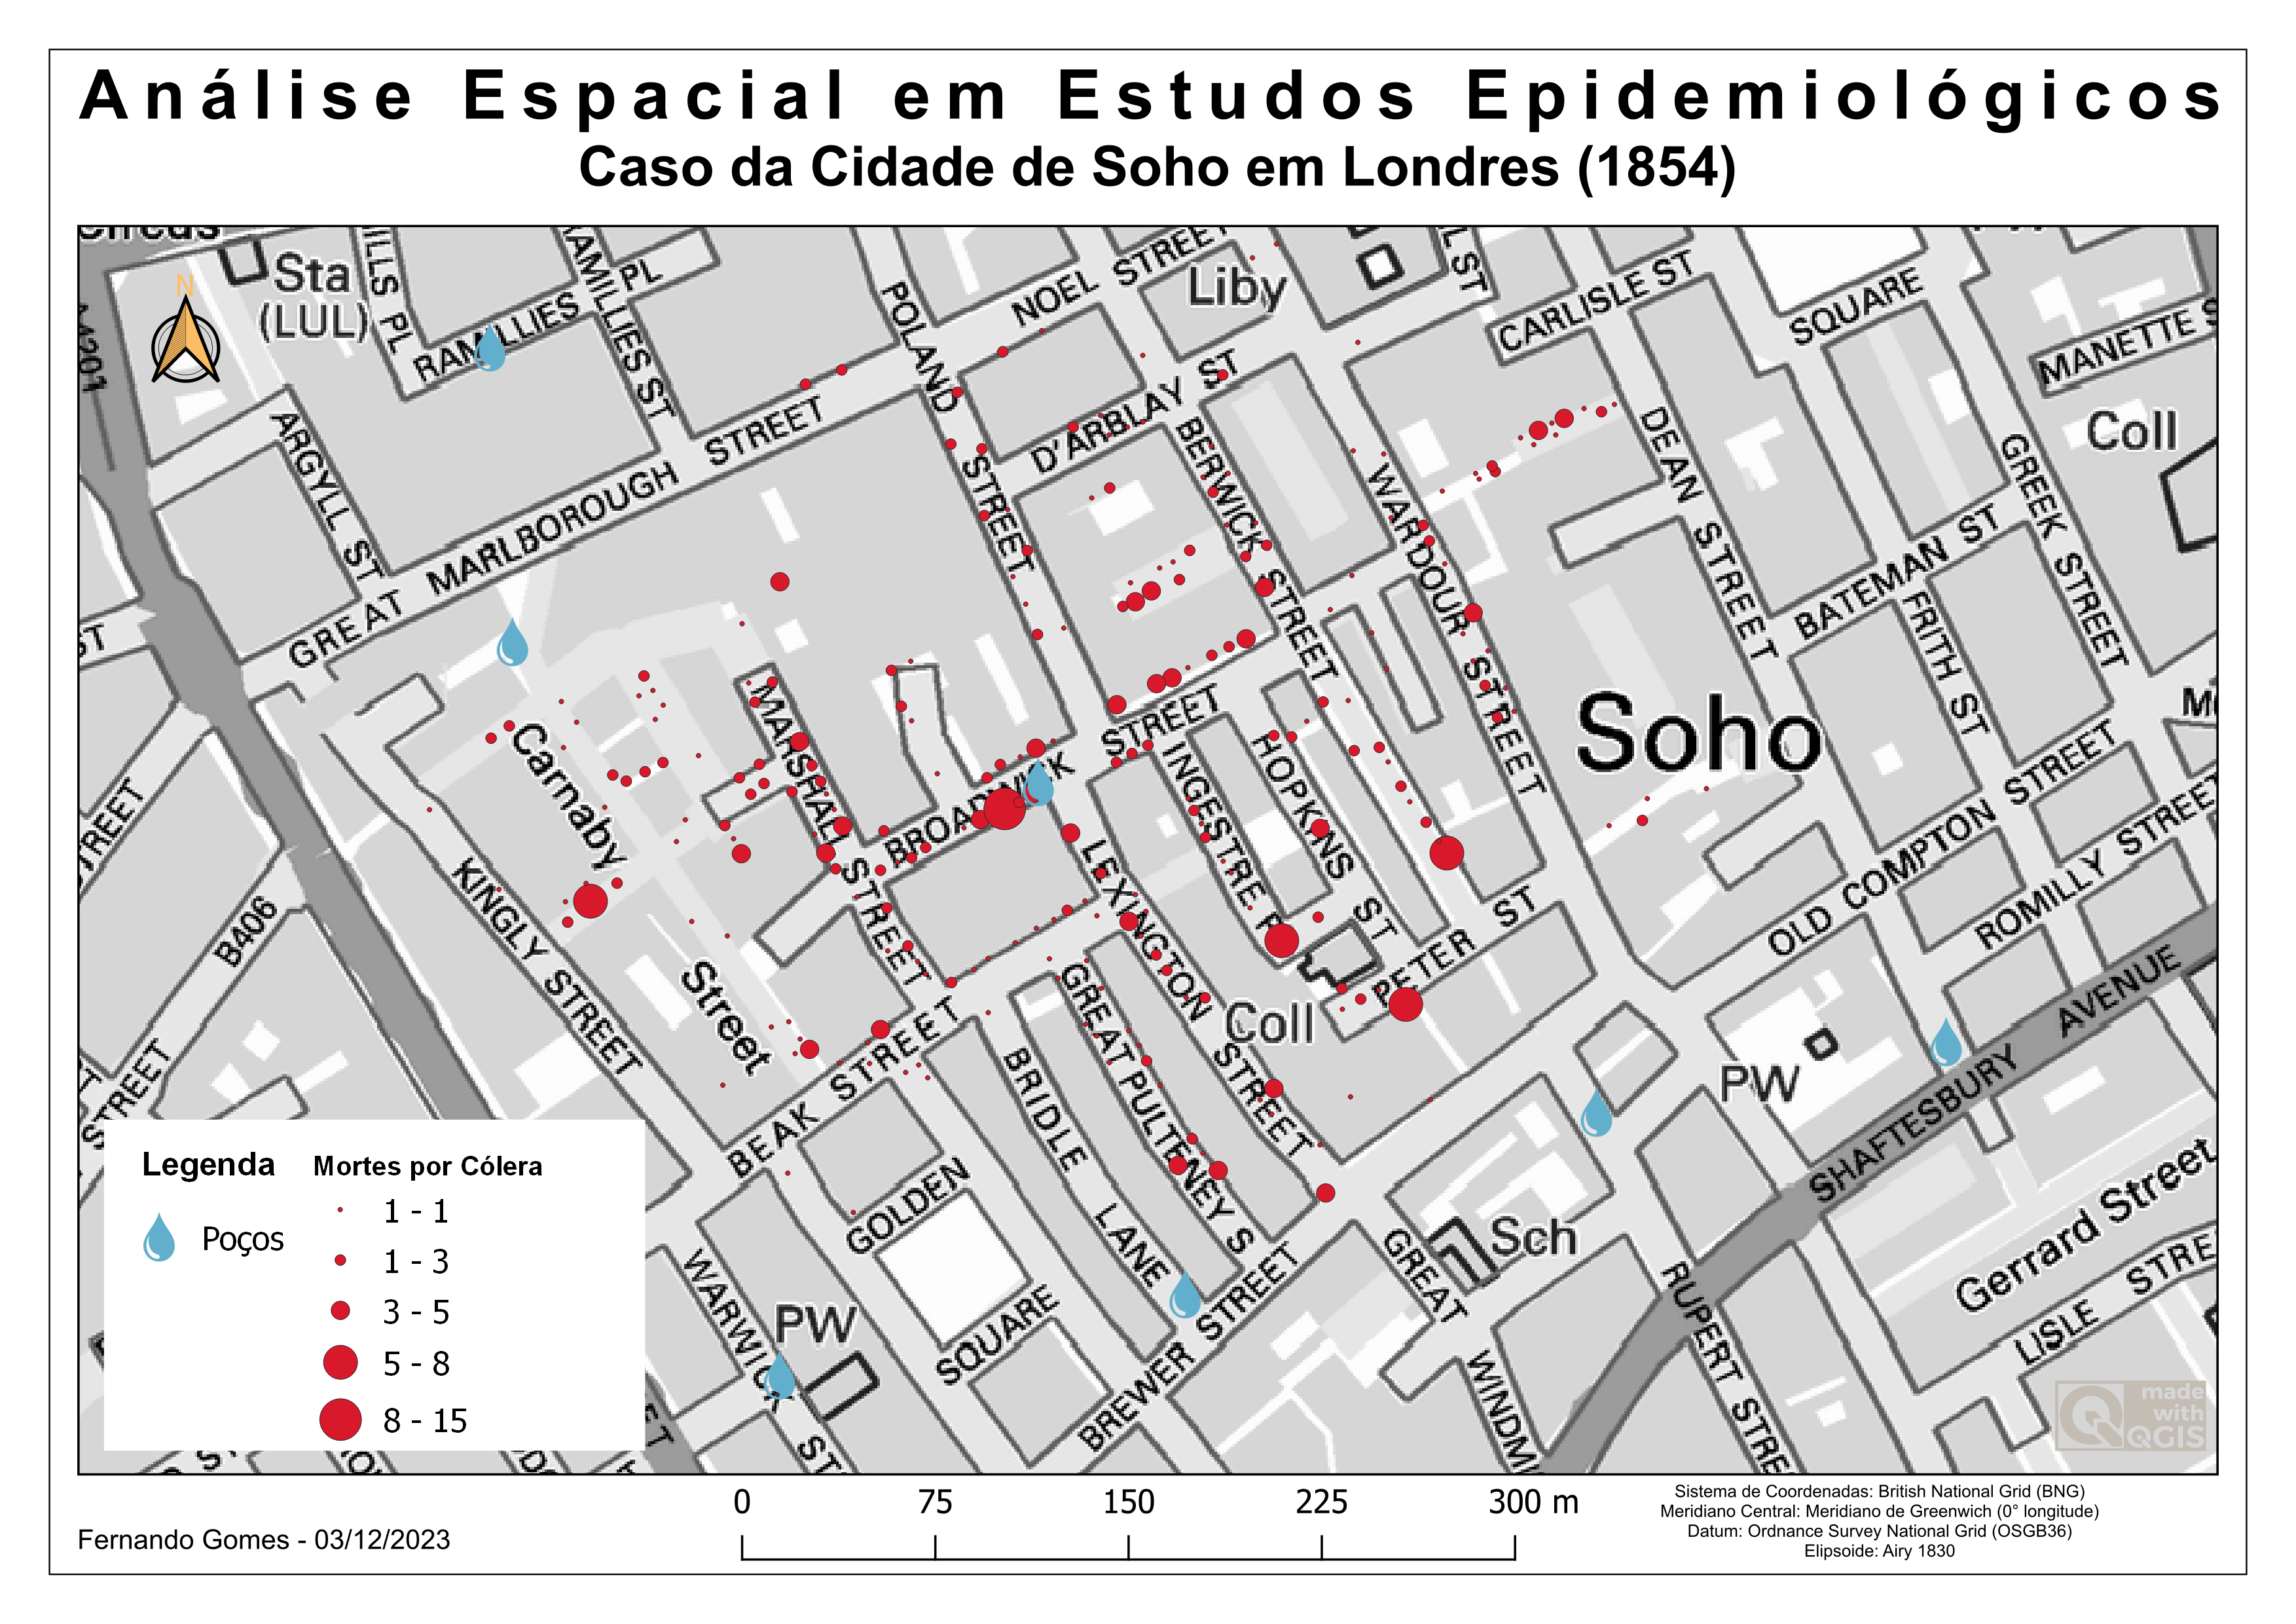 Análise Espacial em Estudos Epidemiológicos
Caso da Cidade de Soho em Londres (1854)
Sta
(LUL)
N
RAMILLIES PL
RAMILLIES
POLAND
STREET
NOEL STREET
Liby
CARLISLE ST
SQUARE
MANETTE S
Coll
ARGYLL ST
GREAT MARLBOROUGH STREET
D'ARBLAY ST
BERWICK STREET
WARDOUR STREET
DEAN STREET
GREEK STREET
BATEMAN ST
FRITH ST
Soho
Carnaby
Street
MARSHALL STREET
STREET
INGESTRE
HOPKINS ST
PETER ST
OLD COMPTON STREET
ROMILLY STREET
KINGLY STREET
B406
STREET
STREET
LEXINGTON STREET
Coll
PW
SHAFTESBURY AVENUE
BEAK STREET
GREAT PULTENEY S
BRIDLE LANE
GOLDEN
SQUARE
BREWER STREET
Sch
GREAT
WINDM
RUPERT STRE
Gerrard Street
LISLE STRE
PW
ST
Legenda
Mortes por Cólera
Poços
1 - 1
1 - 3
3 - 5
5 - 8
8 - 15
made
with
QGIS
0 75 150 225 300 m
Fernando Gomes - 03/12/2023
Sistema de Coordenadas: British National Grid (BNG)
Meridiano Central: Meridiano de Greenwich (0° longitude)
Datum: Ordnance Survey National Grid (OSGB36)
Elipsoide: Airy 1830